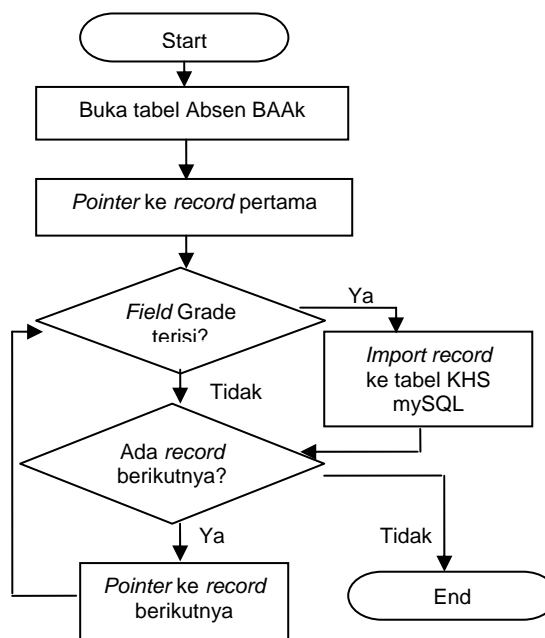 Start
Buka tabel Absen BAAk
Pointer ke record pertama
Field Grade
terisi?
Ya
Import record
ke tabel KHS
mySQL
Tidak
Ada record
berikutnya?
Ya
Tidak
Pointer ke record
berikutnya
End